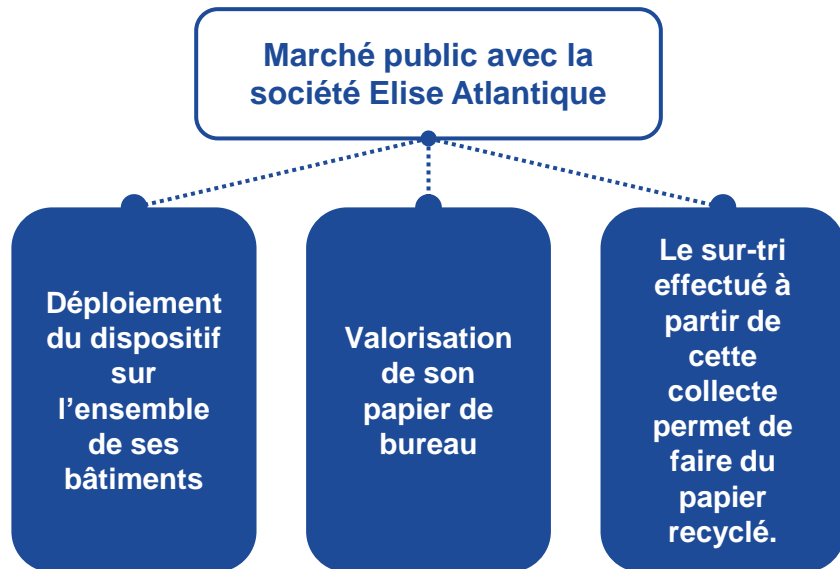 Marché public avec la
société Elise Atlantique
Déploiement
du dispositif
sur
l’ensemble
de ses
bâtiments
Valorisation
de son
papier de
bureau
Le sur-tri
effectué à
partir de
cette
collecte
permet de
faire du
papier
recyclé.